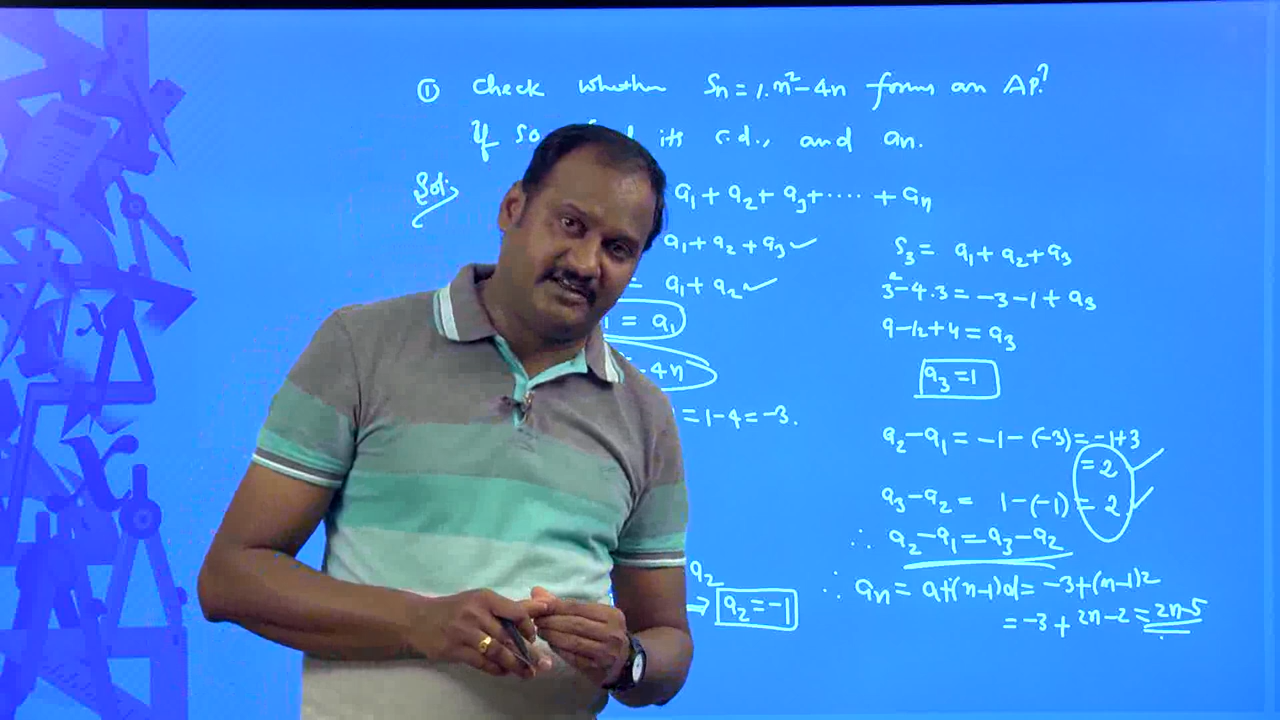 ① Check whether Sn = 1.n² - 4n forms an AP?
If so its c.d., and an.
Sol:
a₁ + a₂ + a₃ + ..... + an
a₁ + a₂ + a₃ ✓
= a₁ + a₂ ✓
1 = a₁
- 4n
= 1 - 4 = -3.
a₂
→ a₂ = -1
S₃ = a₁ + a₂ + a₃
3² - 4.3 = -3 - 1 + a₃
9 - 12 + 4 = a₃
a₃ = 1
a₂ - a₁ = -1 - (-3) = -1 + 3
= 2
a₃ - a₂ = 1 - (-1) = 2
∴ a₂ - a₁ = a₃ - a₂
∴ an = a + (n-1)d = -3 + (n-1)2
= -3 + 2n - 2 = 2n - 5